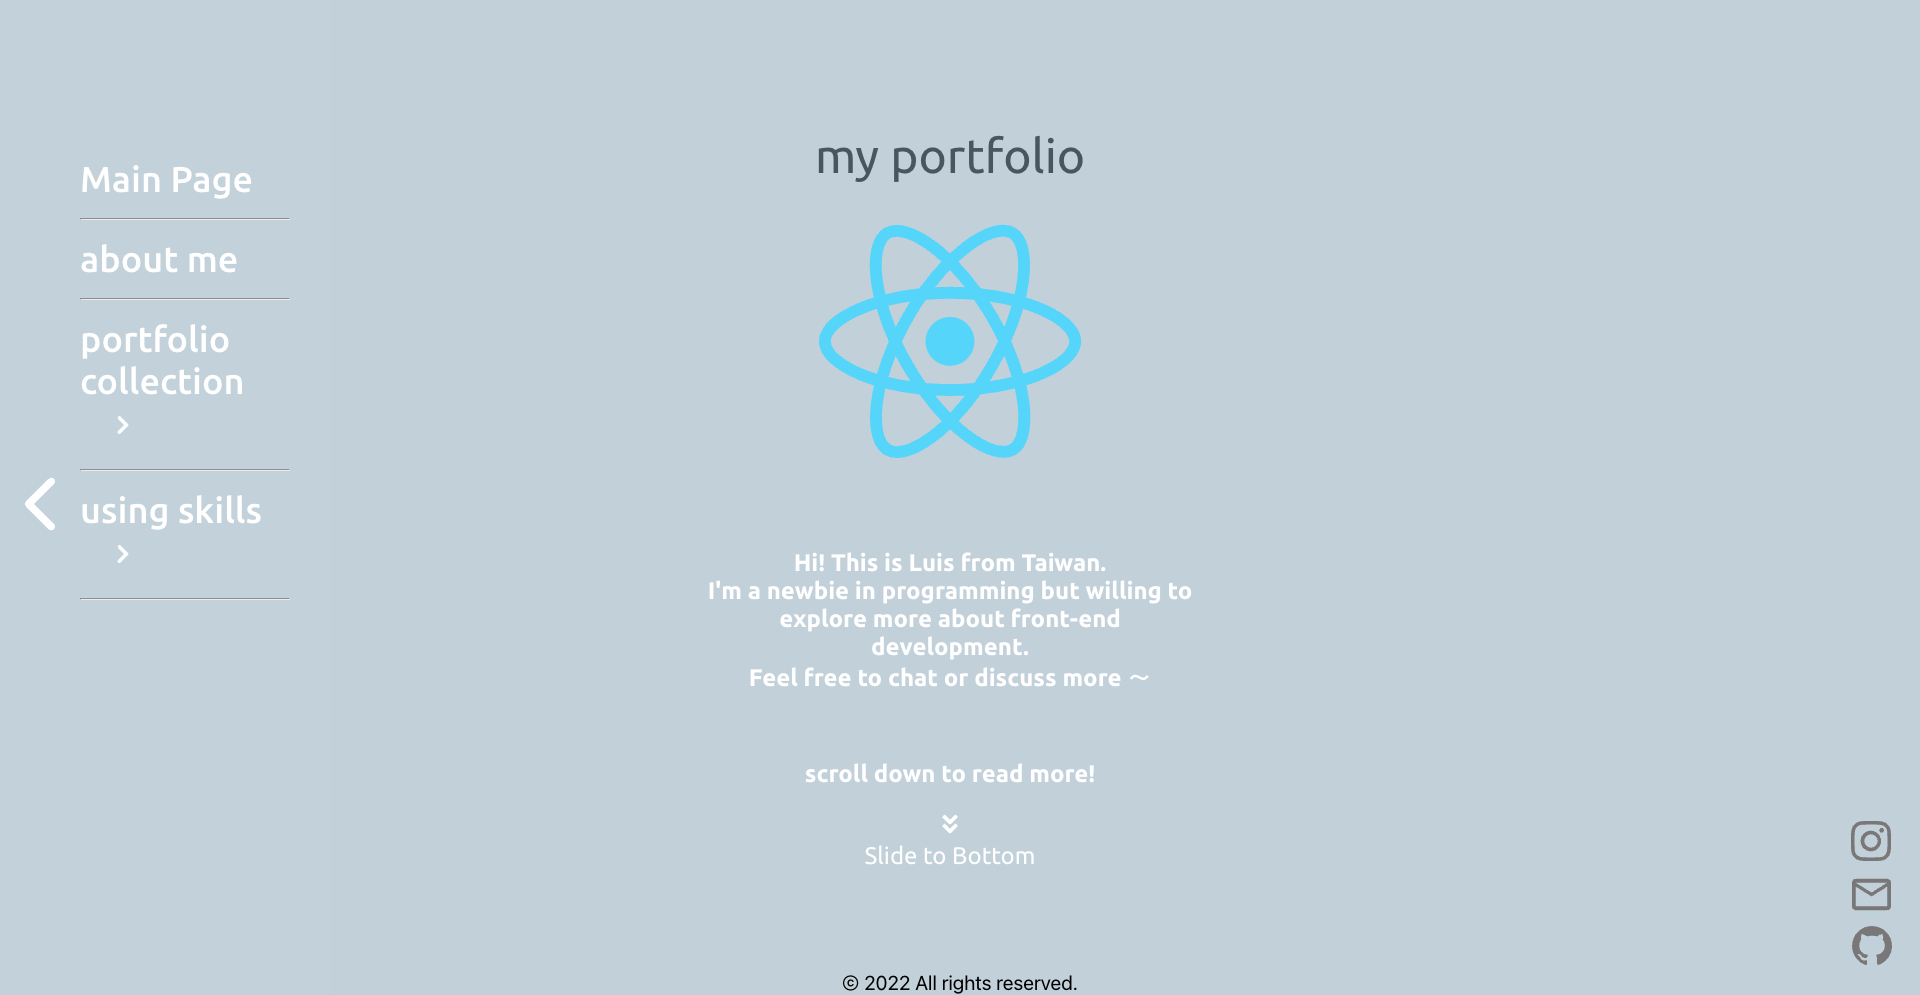 Main Page
about me
portfolio
collection
using skills
my portfolio
Hi! This is Luis from Taiwan.
I'm a newbie in programming but willing to
explore more about front-end
development.
Feel free to chat or discuss more ～
scroll down to read more!
Slide to Bottom
© 2022 All rights reserved.